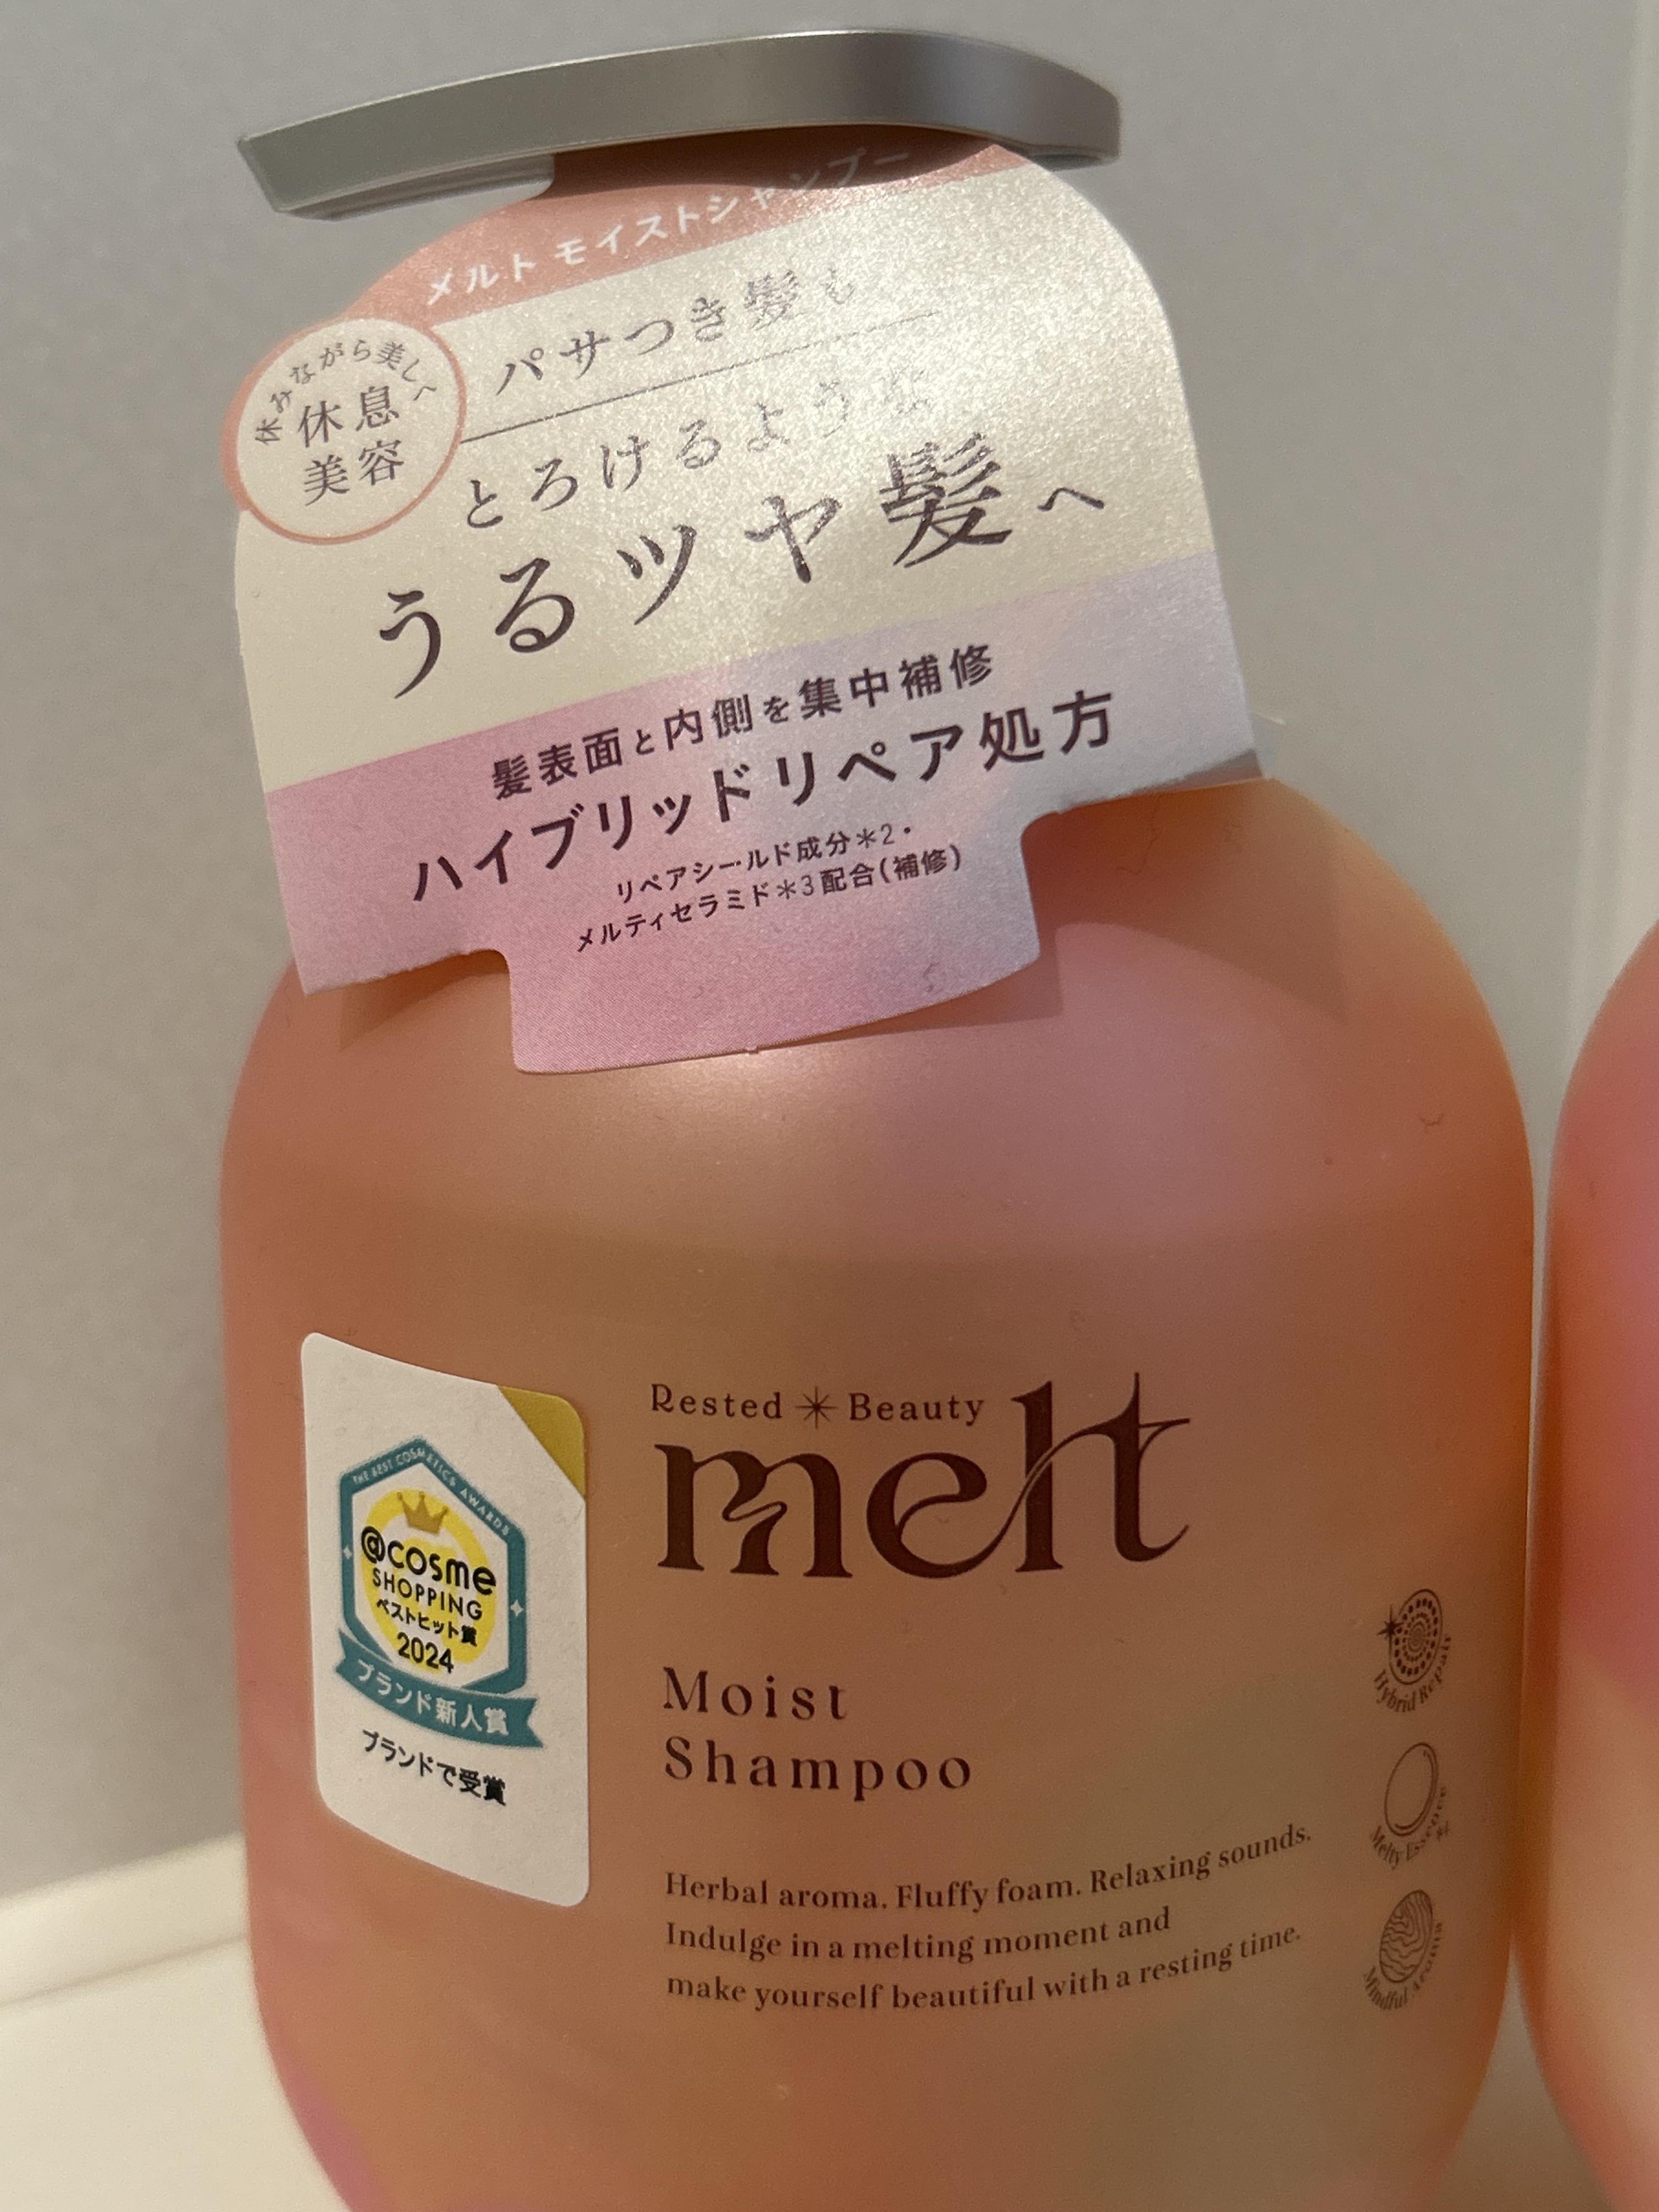 メルト モイストシャンプー
休みながら美しく
休息
美容
パサつき髪も
とろけるような
うるツヤ髪へ
髪表面と内側を集中補修
ハイブリッドリペア処方
リペアシールド成分＊2・
メルティセラミド＊3配合(補修)
Rested Beauty
melt
THE BEST COSMETICS AWARDS
@cosme
SHOPPING
ベストヒット賞
2024
ブランド新人賞
ブランドで受賞
Moist
Shampoo
Hybrid Repair
Melty Essence
Mindful Aroma
Herbal aroma. Fluffy foam. Relaxing sounds.
Indulge in a melting moment and
make yourself beautiful with a resting time.